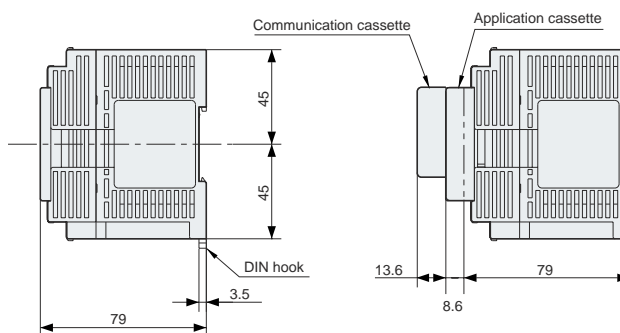 Communication cassette
Application cassette
45
45
DIN hook
3.5
79
13.6
79
8.6